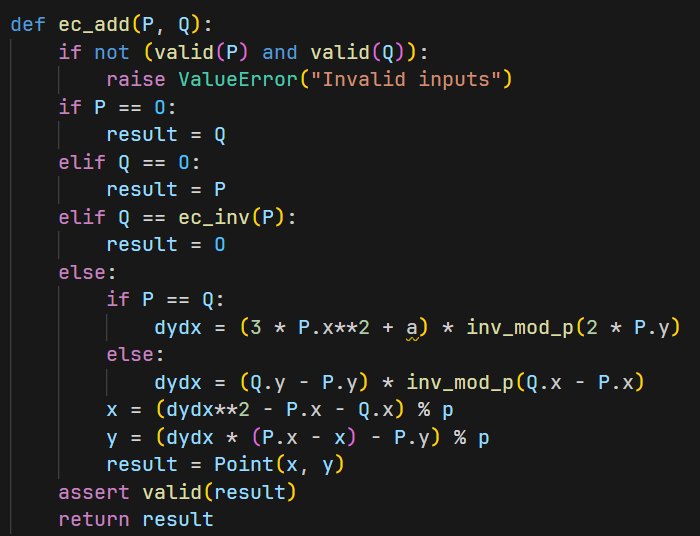 def ec_add(P, Q):
    if not (valid(P) and valid(Q)):
        raise ValueError("Invalid inputs")
    if P == O:
        result = Q
    elif Q == O:
        result = P
    elif Q == ec_inv(P):
        result = O
    else:
        if P == Q:
            dydx = (3 * P.x**2 + a) * inv_mod_p(2 * P.y)
        else:
            dydx = (Q.y - P.y) * inv_mod_p(Q.x - P.x)
        x = (dydx**2 - P.x - Q.x) % p
        y = (dydx * (P.x - x) - P.y) % p
        result = Point(x, y)
    assert valid(result)
    return result